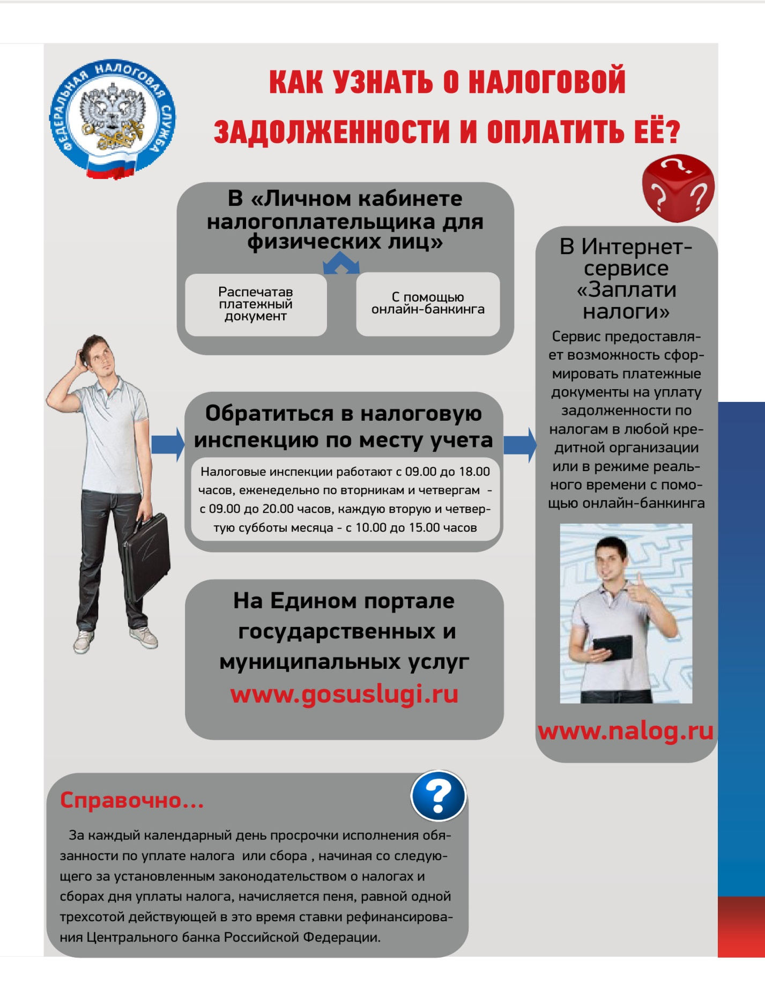 ФЕДЕРАЛЬНАЯ НАЛОГОВАЯ СЛУЖБА
КАК УЗНАТЬ О НАЛОГОВОЙ
ЗАДОЛЖЕННОСТИ И ОПЛАТИТЬ ЕЁ?
? ? ?
В «Личном кабинете
налогоплательщика для
физических лиц»
Распечатав
платежный
документ
С помощью
онлайн-банкинга
Обратиться в налоговую
инспекцию по месту учета
Налоговые инспекции работают с 09.00 до 18.00
часов, еженедельно по вторникам и четвергам -
с 09.00 до 20.00 часов, каждую вторую и четвер-
тую субботы месяца - с 10.00 до 15.00 часов
На Едином портале
государственных и
муниципальных услуг
www.gosuslugi.ru
В Интернет-
сервисе
«Заплати
налоги»
Сервис предоставля-
ет возможность сфор-
мировать платежные
документы на уплату
задолженности по
налогам в любой кре-
дитной организации
или в режиме реаль-
ного времени с помо-
щью онлайн-банкинга
www.nalog.ru
Справочно...
?
За каждый календарный день просрочки исполнения обя-
занности по уплате налога или сбора , начиная со следую-
щего за установленным законодательством о налогах и
сборах дня уплаты налога, начисляется пеня, равной одной
трехсотой действующей в это время ставки рефинансирова-
ния Центрального банка Российской Федерации.